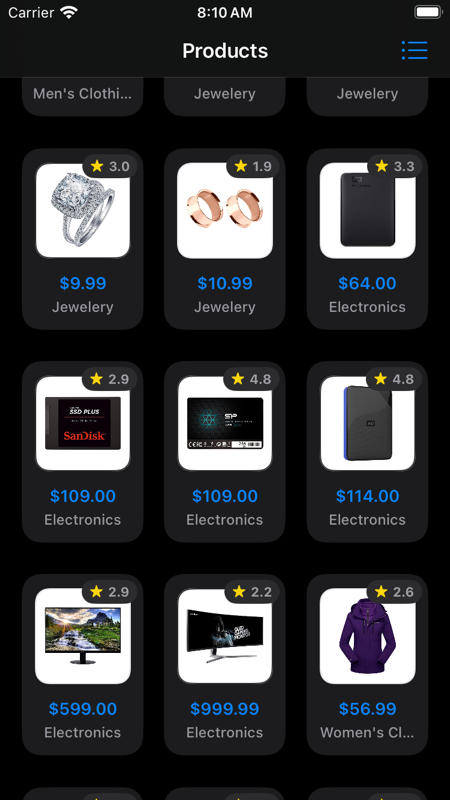 Carrier 8:10 AM
Products
Men's Clothi... Jewelery Jewelery
3.0 1.9 3.3
$9.99 $10.99 $64.00
Jewelery Jewelery Electronics
2.9 4.8 4.8
SSD PLUS
SanDisk
SP
WD
$109.00 $109.00 $114.00
Electronics Electronics Electronics
2.9 2.2 2.6
$599.00 $999.99 $56.99
Electronics Electronics Women's Cl...